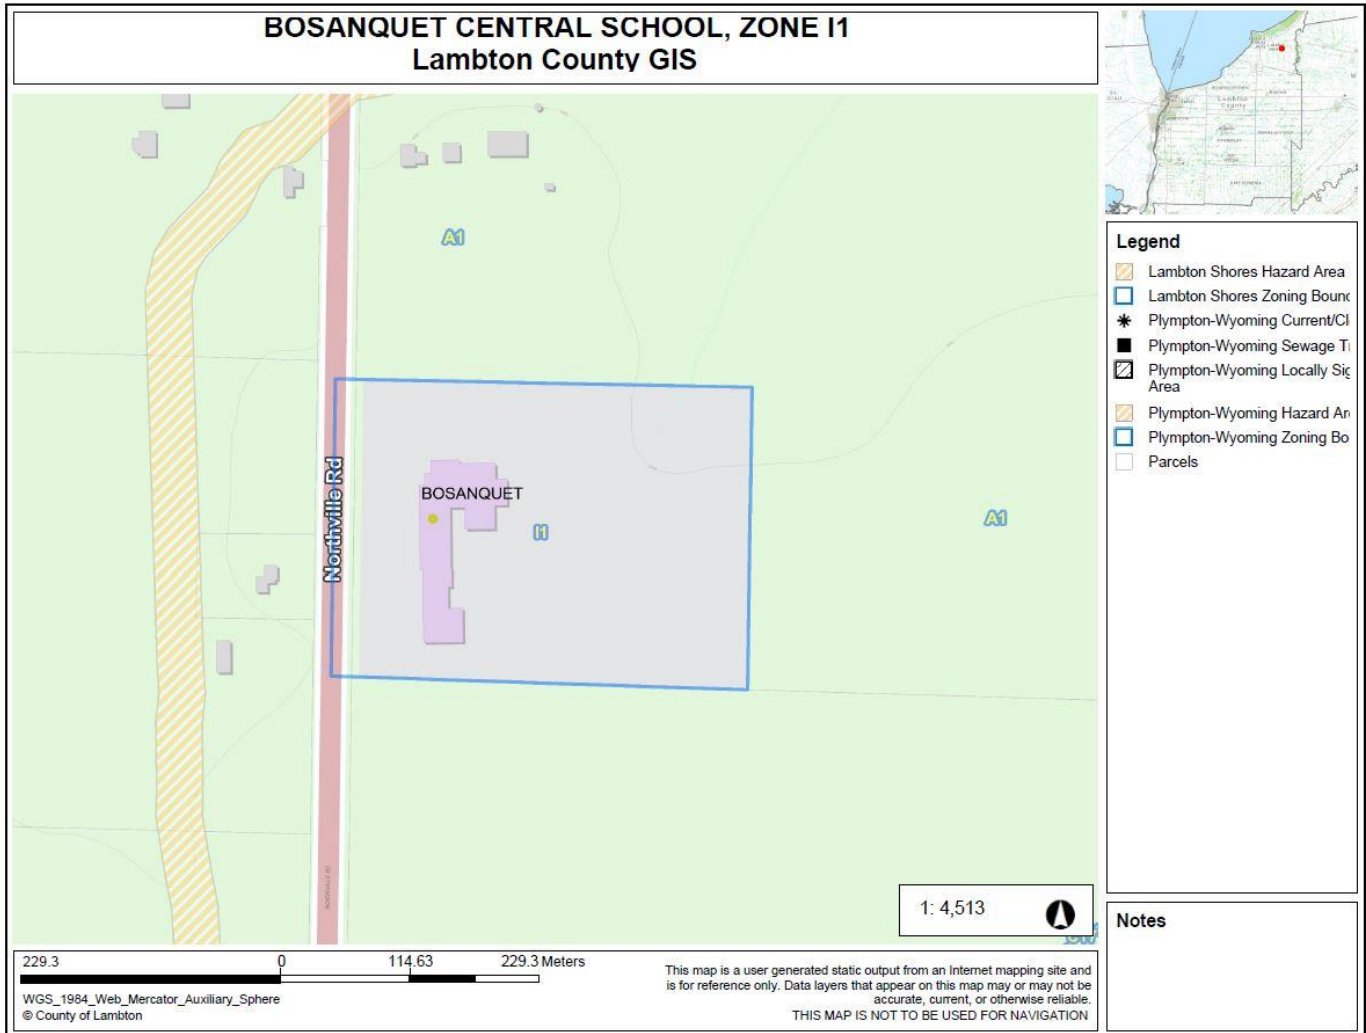 BOSANQUET CENTRAL SCHOOL, ZONE I1
Lambton County GIS
A1
Northville Rd
BOSANQUET
I1
A1
1: 4,513
Lambton
County
Legend
Lambton Shores Hazard Area
Lambton Shores Zoning Bound
Plympton-Wyoming Current/Cl
Plympton-Wyoming Sewage Tr
Plympton-Wyoming Locally Sig
Area
Plympton-Wyoming Hazard Are
Plympton-Wyoming Zoning Bo
Parcels
Notes
229.3 0 114.63 229.3 Meters
WGS_1984_Web_Mercator_Auxiliary_Sphere
© County of Lambton
This map is a user generated static output from an Internet mapping site and
is for reference only. Data layers that appear on this map may or may not be
accurate, current, or otherwise reliable.
THIS MAP IS NOT TO BE USED FOR NAVIGATION